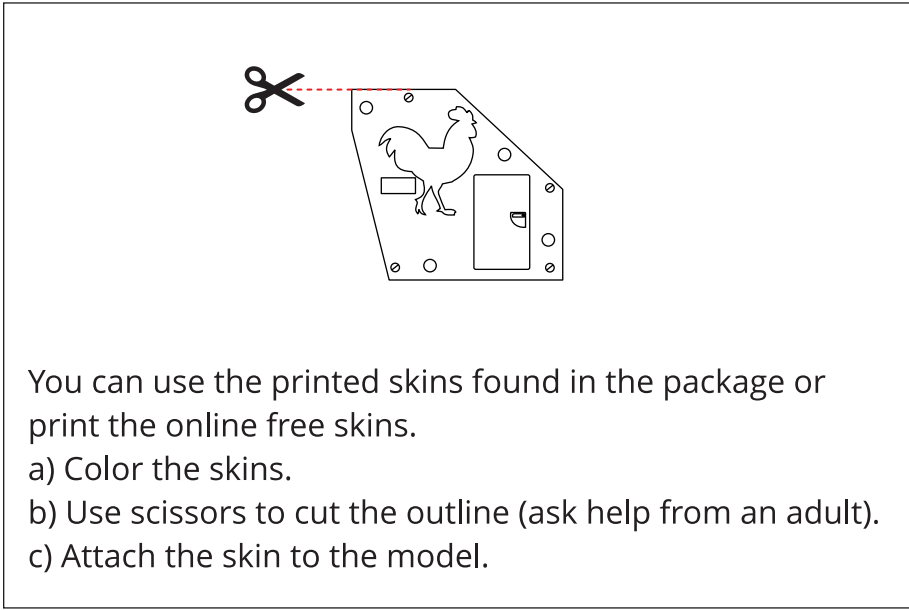 You can use the printed skins found in the package or
print the online free skins.
a) Color the skins.
b) Use scissors to cut the outline (ask help from an adult).
c) Attach the skin to the model.